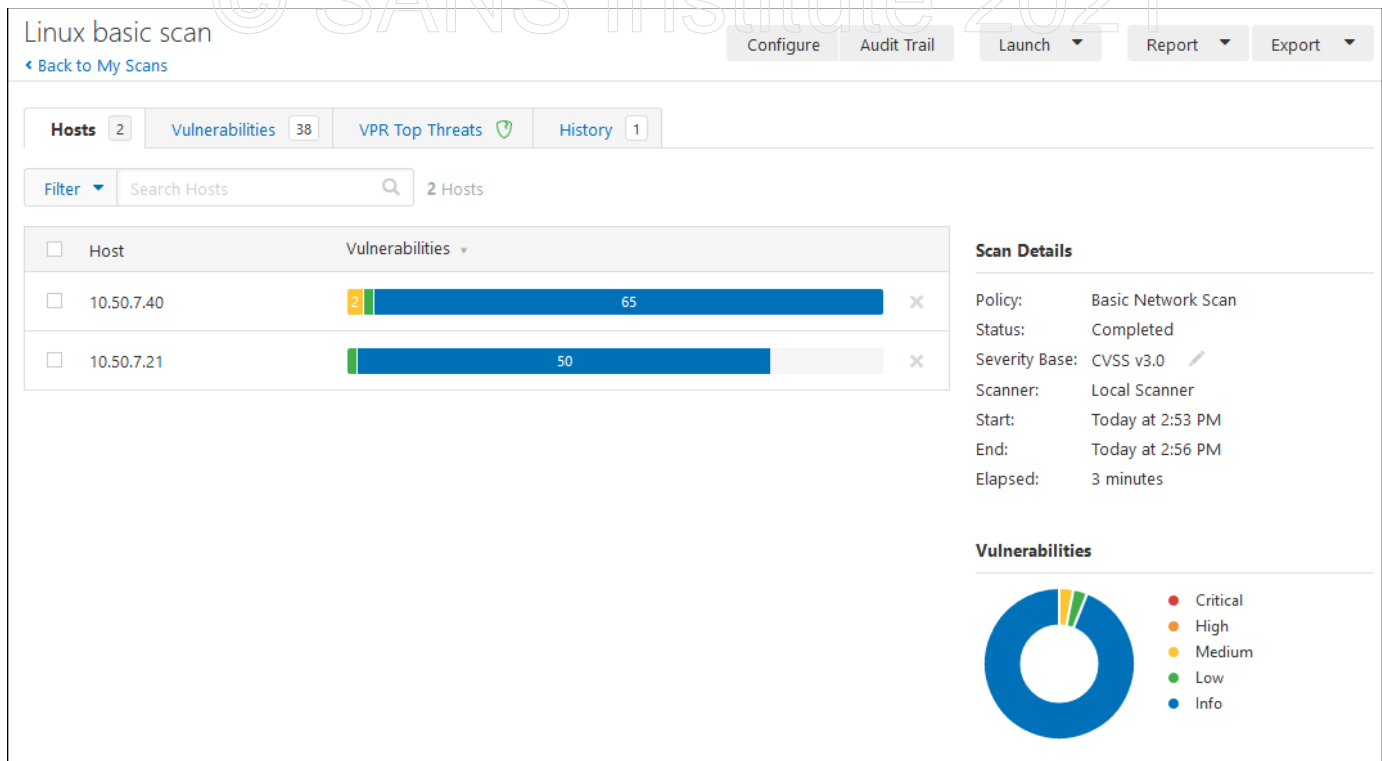 © SANS Institute 2021
Linux basic scan
Configure Audit Trail Launch Report Export
Back to My Scans
Hosts 2 Vulnerabilities 38 VPR Top Threats History 1
Filter Search Hosts 2 Hosts
Host Vulnerabilities
10.50.7.40 2 65
10.50.7.21 50
Scan Details
Policy: Basic Network Scan
Status: Completed
Severity Base: CVSS v3.0
Scanner: Local Scanner
Start: Today at 2:53 PM
End: Today at 2:56 PM
Elapsed: 3 minutes
Vulnerabilities
Critical
High
Medium
Low
Info